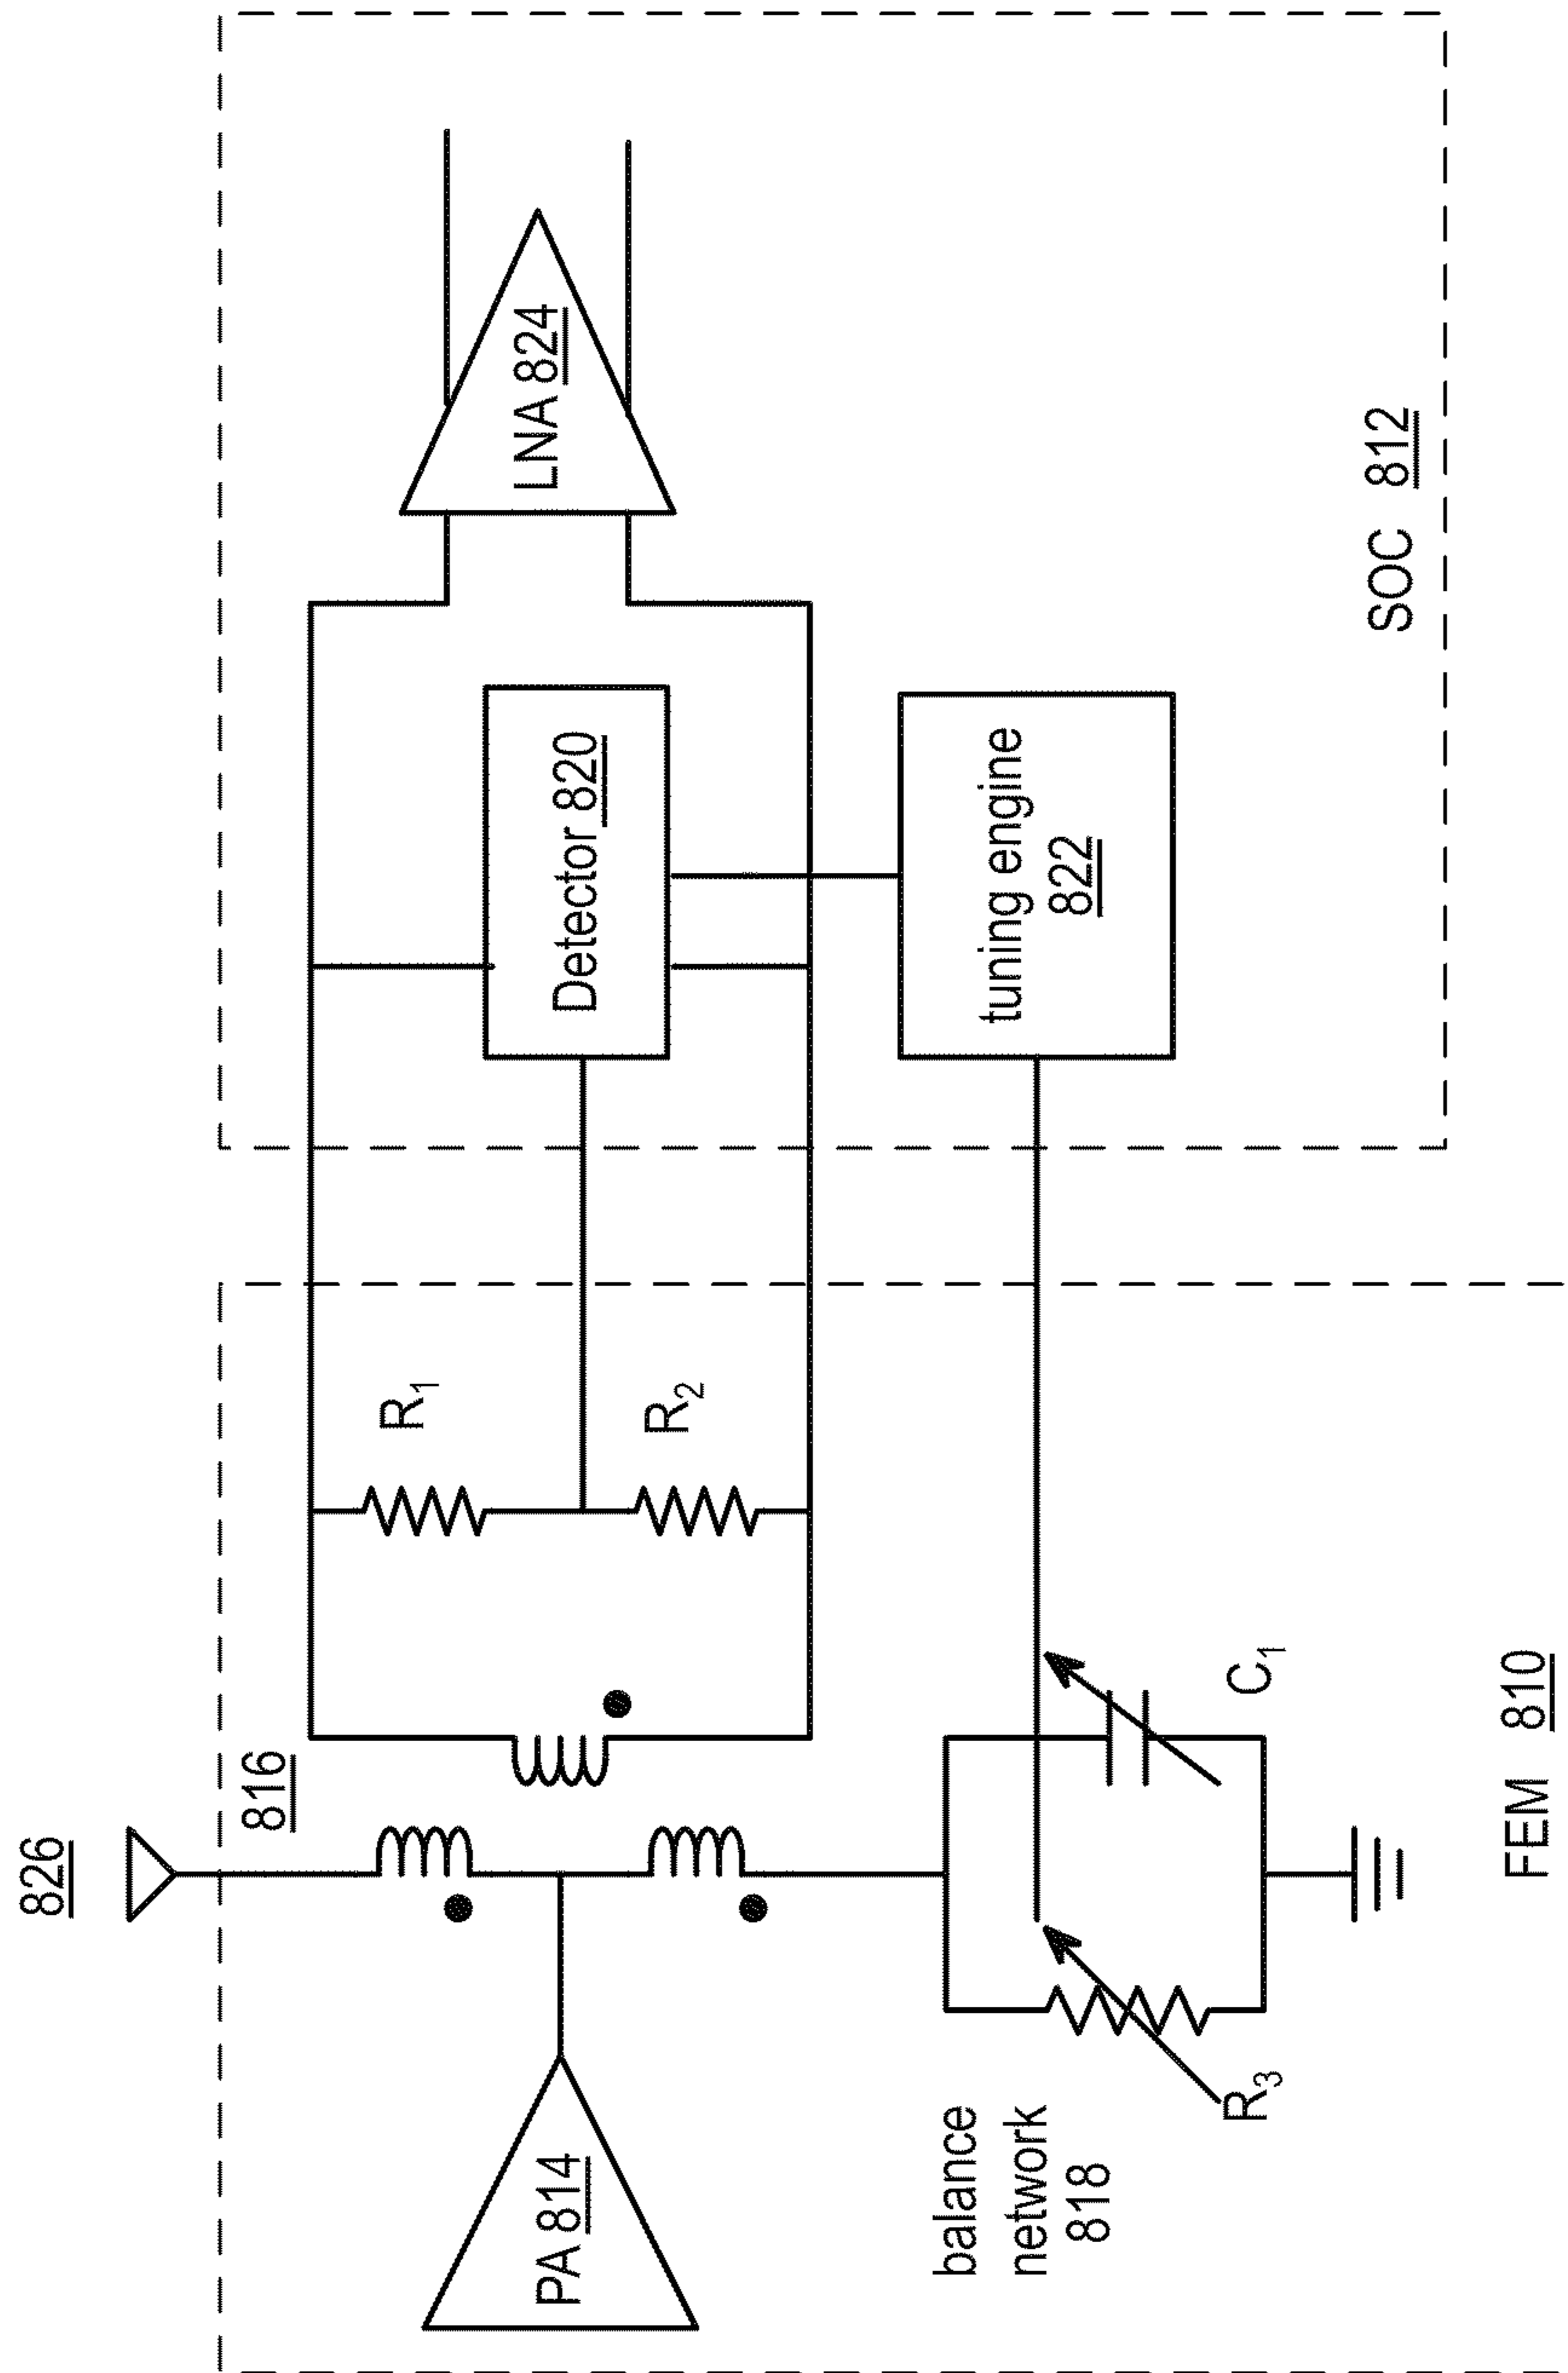 826
816
PA 814
balance
network
818
R3
C1
FEM 810
R1
R2
Detector 820
tuning engine
822
LNA 824
SOC 812